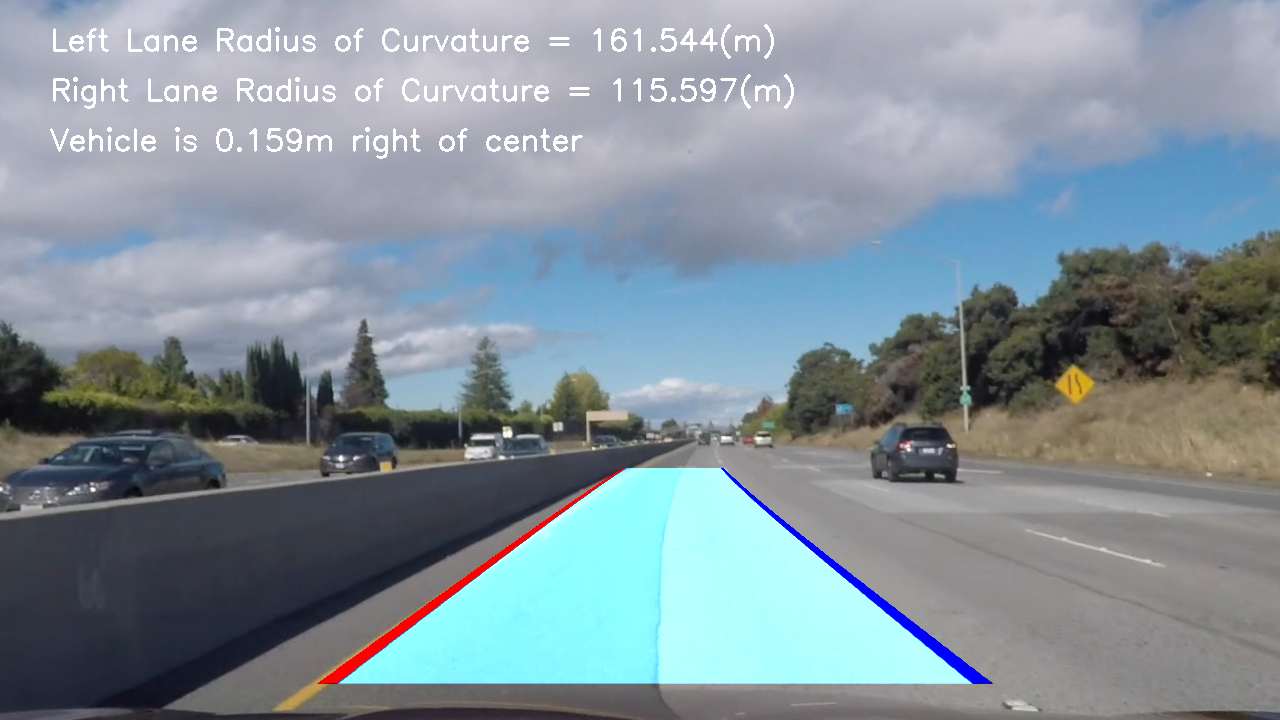 Left Lane Radius of Curvature = 161.544(m)
Right Lane Radius of Curvature = 115.597(m)
Vehicle is 0.159m right of center